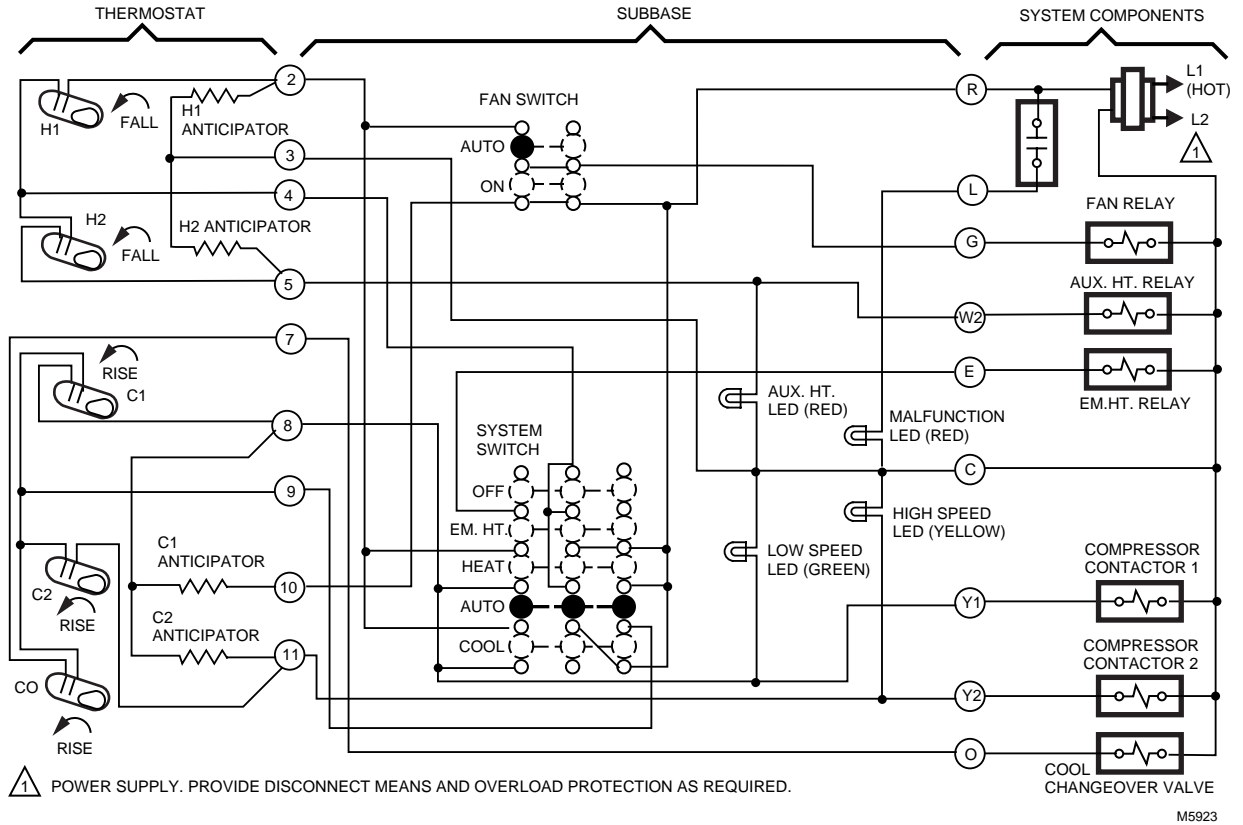 THERMOSTAT
SUBBASE
SYSTEM COMPONENTS
2
R
L1
(HOT)
L2
1
H1
FALL
H1
ANTICIPATOR
FAN SWITCH
AUTO
ON
3
4
L
FAN RELAY
H2
FALL
H2 ANTICIPATOR
G
5
AUX. HT. RELAY
W2
7
RISE
C1
E
EM.HT. RELAY
AUX. HT.
LED (RED)
MALFUNCTION
LED (RED)
8
SYSTEM
SWITCH
C
OFF
9
EM. HT.
HIGH SPEED
LED (YELLOW)
C1
ANTICIPATOR
LOW SPEED
LED (GREEN)
COMPRESSOR
CONTACTOR 1
HEAT
10
C2
RISE
AUTO
Y1
C2
ANTICIPATOR
COOL
11
COMPRESSOR
CONTACTOR 2
CO
Y2
RISE
O
COOL
CHANGEOVER VALVE
1 POWER SUPPLY. PROVIDE DISCONNECT MEANS AND OVERLOAD PROTECTION AS REQUIRED.
M5923